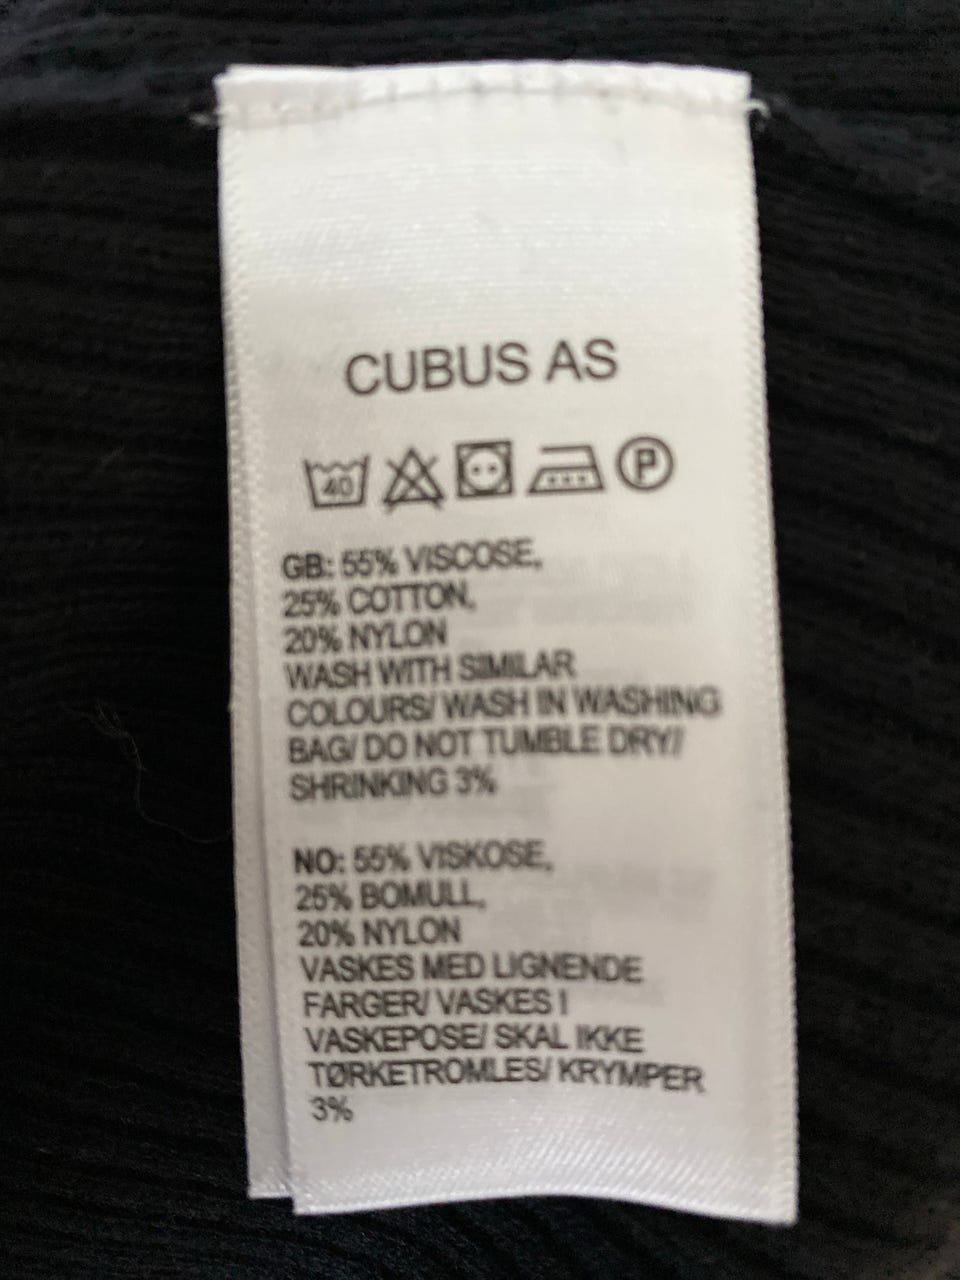 CUBUS AS
40 P
GB: 55% VISCOSE,
25% COTTON,
20% NYLON
WASH WITH SIMILAR
COLOURS/ WASH IN WASHING
BAG/ DO NOT TUMBLE DRY/
SHRINKING 3%
NO: 55% VISKOSE,
25% BOMULL,
20% NYLON
VASKES MED LIGNENDE
FARGER/ VASKES I
VASKEPOSE/ SKAL IKKE
TØRKETROMLES/ KRYMPER
3%